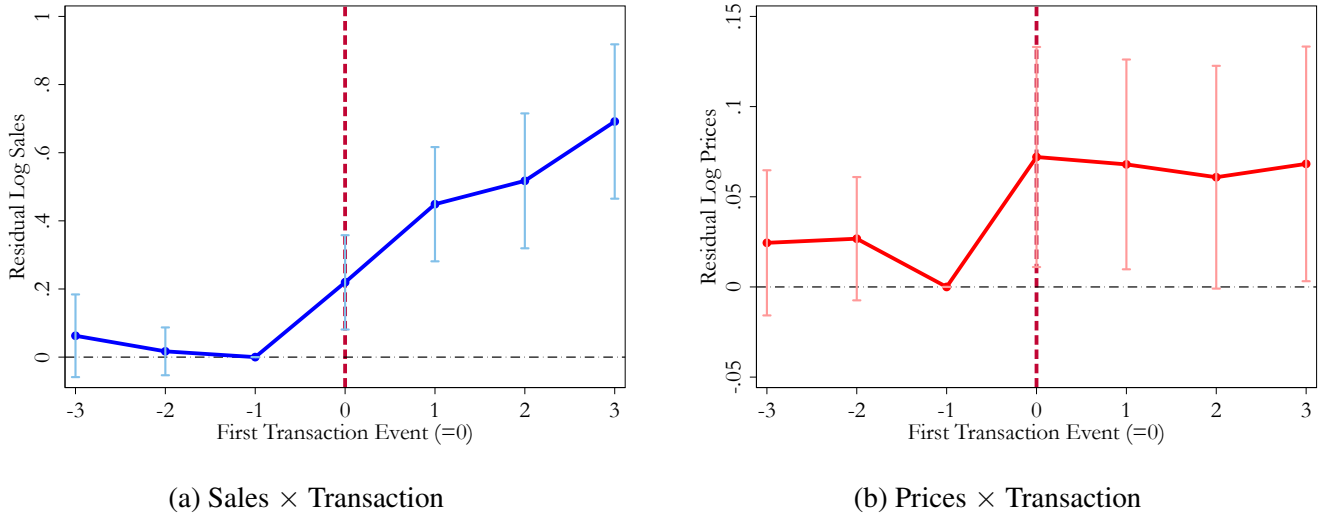 Residual Log Sales
1
.8
.6
.4
.2
0
-3 -2 -1 0 1 2 3
First Transaction Event (=0)
(a) Sales × Transaction
Residual Log Prices
.15
.1
.05
0
-.05
-3 -2 -1 0 1 2 3
First Transaction Event (=0)
(b) Prices × Transaction